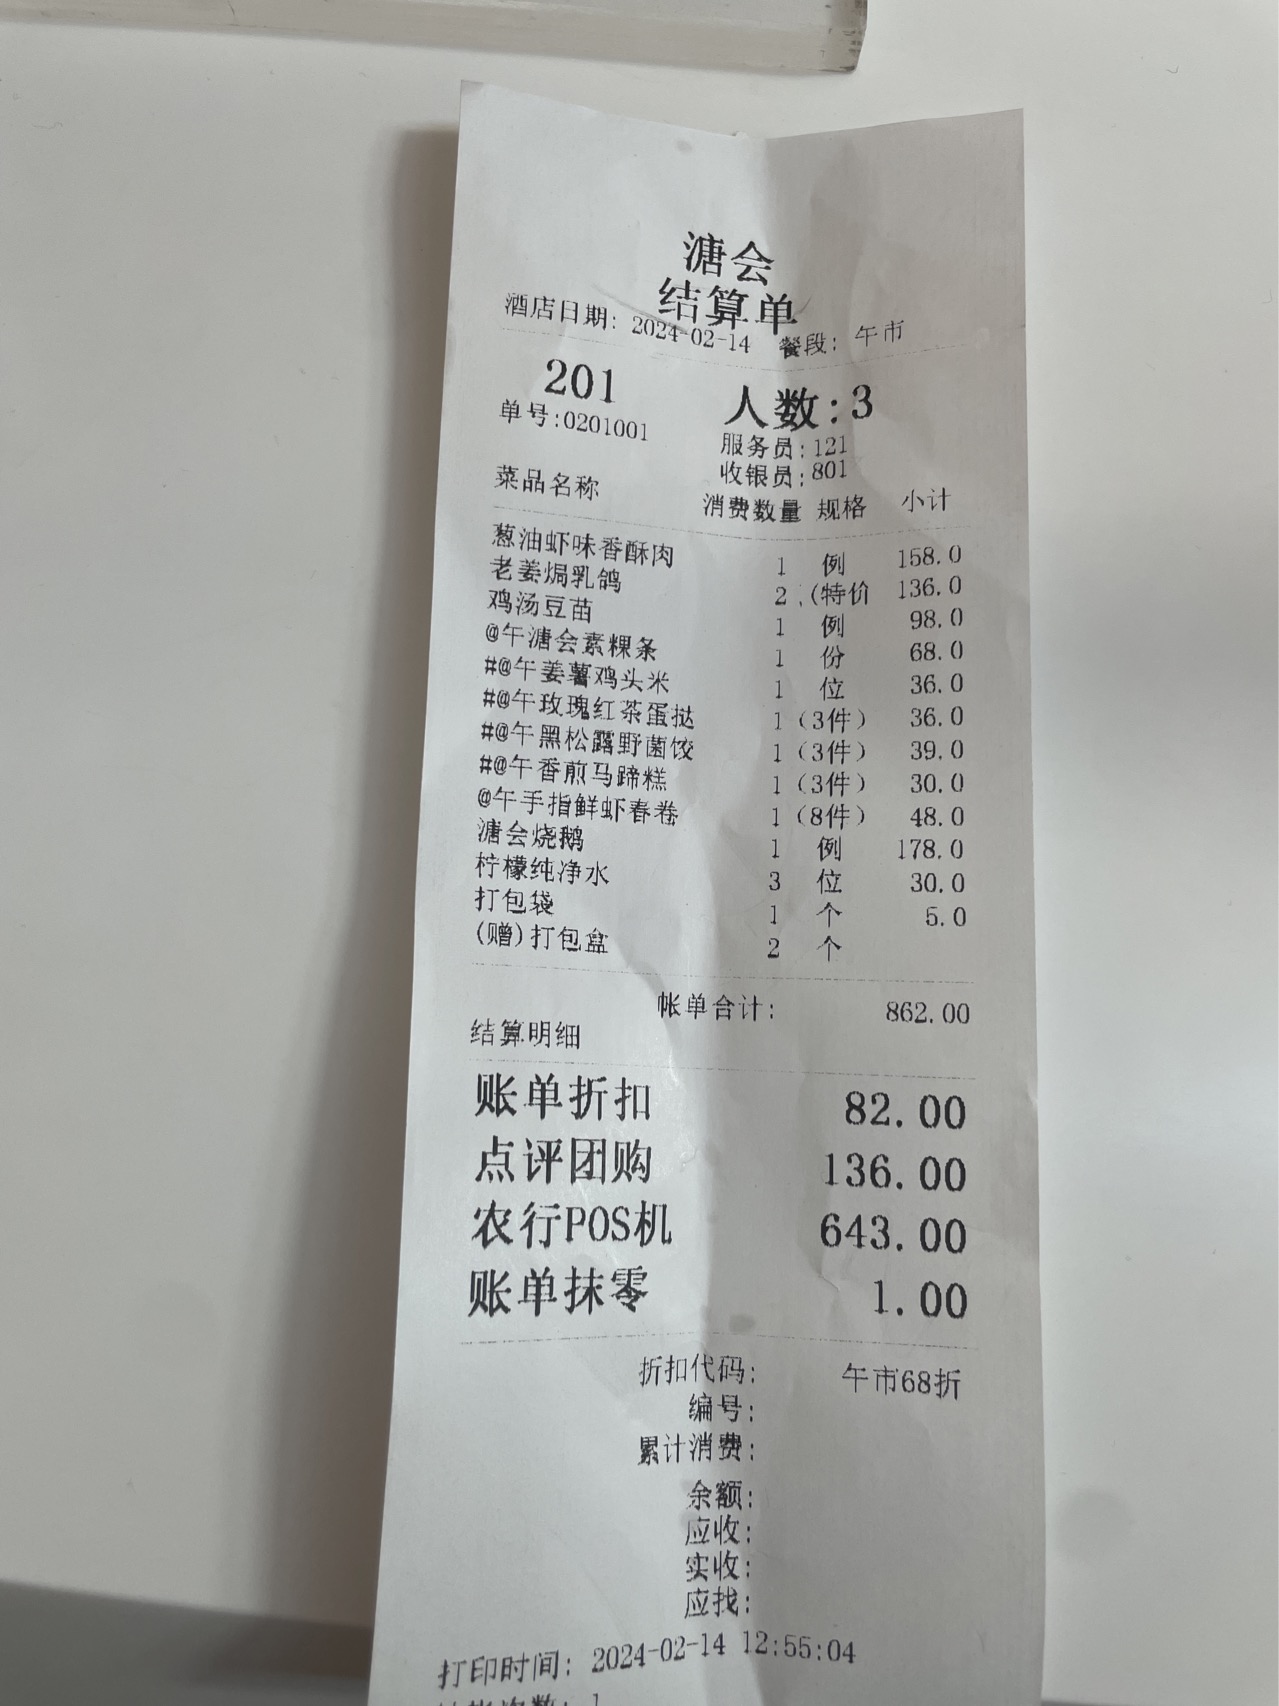 溏会
结算单
酒店日期: 2024-02-14 餐段: 午市
201 人数:3
单号:0201001
服务员:121
收银员:801
菜品名称 消费数量 规格 小计
葱油虾味香酥肉 1 例 158.0
老姜焗乳鸽 2 (特价 136.0
鸡汤豆苗 1 例 98.0
@午溏会素粿条 1 份 68.0
#@午姜薯鸡头米 1 位 36.0
#@午玫瑰红茶蛋挞 1 (3件) 36.0
#@午黑松露野菌饺 1 (3件) 39.0
#@午香煎马蹄糕 1 (3件) 30.0
@午手指鲜虾春卷 1 (8件) 48.0
溏会烧鹅 1 例 178.0
柠檬纯净水 3 位 30.0
打包袋 1 个 5.0
(赠)打包盒 2 个
帐单合计: 862.00
结算明细
账单折扣 82.00
点评团购 136.00
农行POS机 643.00
账单抹零 1.00
折扣代码: 午市68折
编号:
累计消费:
余额:
应收:
实收:
应找:
打印时间: 2024-02-14 12:55:04